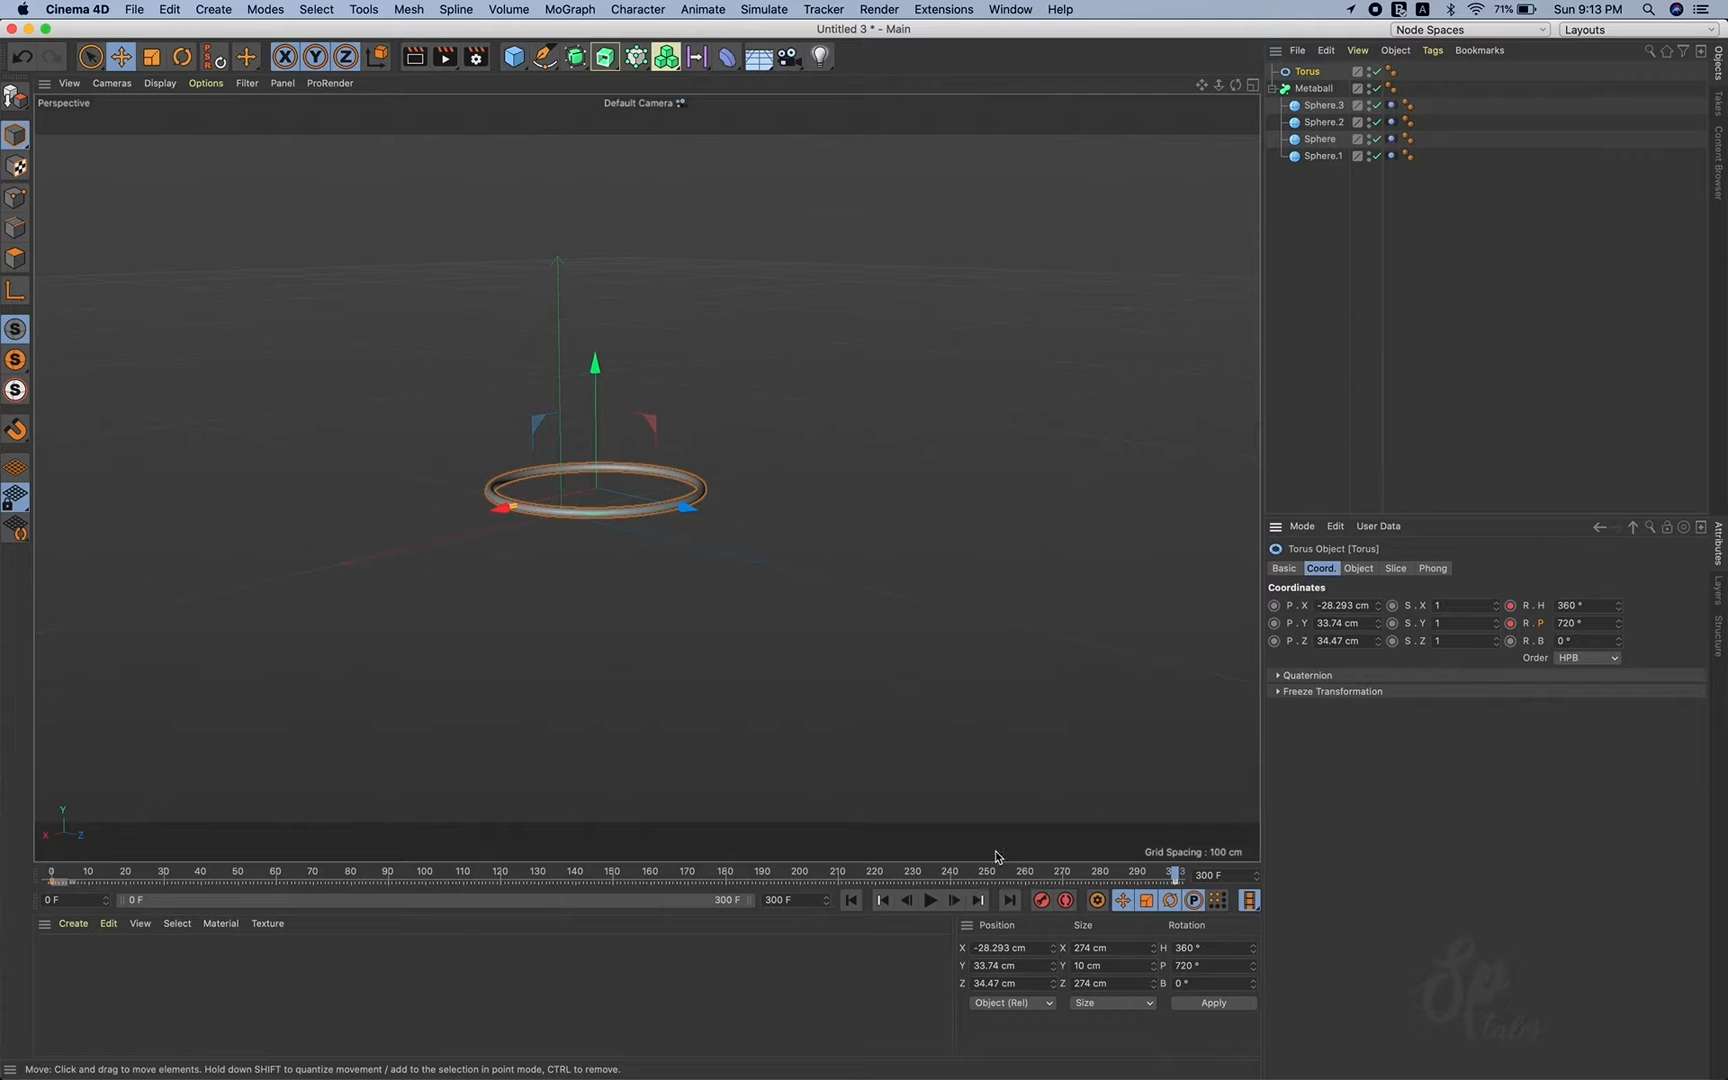 Cinema 4D File Edit Create Modes Select Tools Mesh Spline Volume MoGraph Character Animate Simulate Tracker Render Extensions Window Help 71% Sun 9:13 PM
Untitled 3 * - Main Node Spaces Layouts
File Edit View Object Tags Bookmarks
View Cameras Display Options Filter Panel ProRender
Perspective Default Camera
Torus
Metaball
Sphere.3
Sphere.2
Sphere
Sphere.1
Objects
Takes
Content Browser
Mode Edit User Data
Torus Object [Torus]
Basic Coord. Object Slice Phong
Coordinates
P . X -28.293 cm S . X 1 R . H 360 °
P . Y 33.74 cm S . Y 1 R . P 720 °
P . Z 34.47 cm S . Z 1 R . B 0 °
Order HPB
Quaternion
Freeze Transformation
Attributes
Layers
Structure
Y
X Z
Grid Spacing : 100 cm
0 10 20 30 40 50 60 70 80 90 100 110 120 130 140 150 160 170 180 190 200 210 220 230 240 250 260 270 280 290 300 F
0 F 0 F 300 F 300 F
Create Edit View Select Material Texture
Position Size Rotation
X -28.293 cm X 274 cm H 360 °
Y 33.74 cm Y 10 cm P 720 °
Z 34.47 cm Z 274 cm B 0 °
Object (Rel) Size Apply
Sp
tales
Move: Click and drag to move elements. Hold down SHIFT to quantize movement / add to the selection in point mode, CTRL to remove.